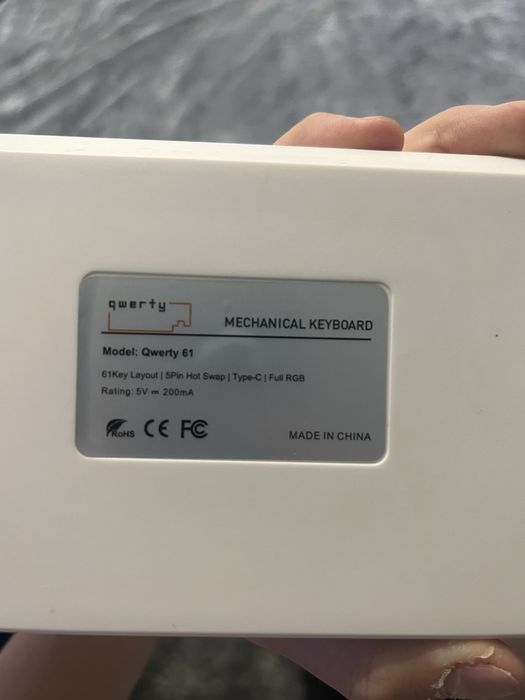 qwerty
MECHANICAL KEYBOARD
Model: Qwerty 61
61Key Layout | 5Pin Hot Swap | Type-C | Full RGB
Rating: 5V ⎓ 200mA
RoHS CE FC
MADE IN CHINA